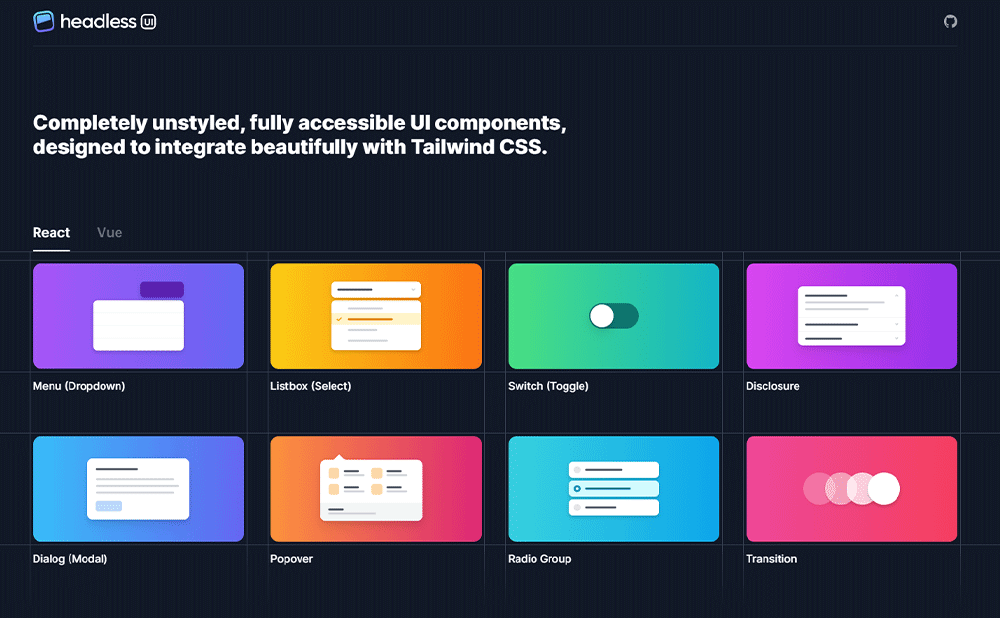 headless UI
Completely unstyled, fully accessible UI components,
designed to integrate beautifully with Tailwind CSS.
React Vue
Menu (Dropdown) Listbox (Select) Switch (Toggle) Disclosure
Dialog (Modal) Popover Radio Group Transition